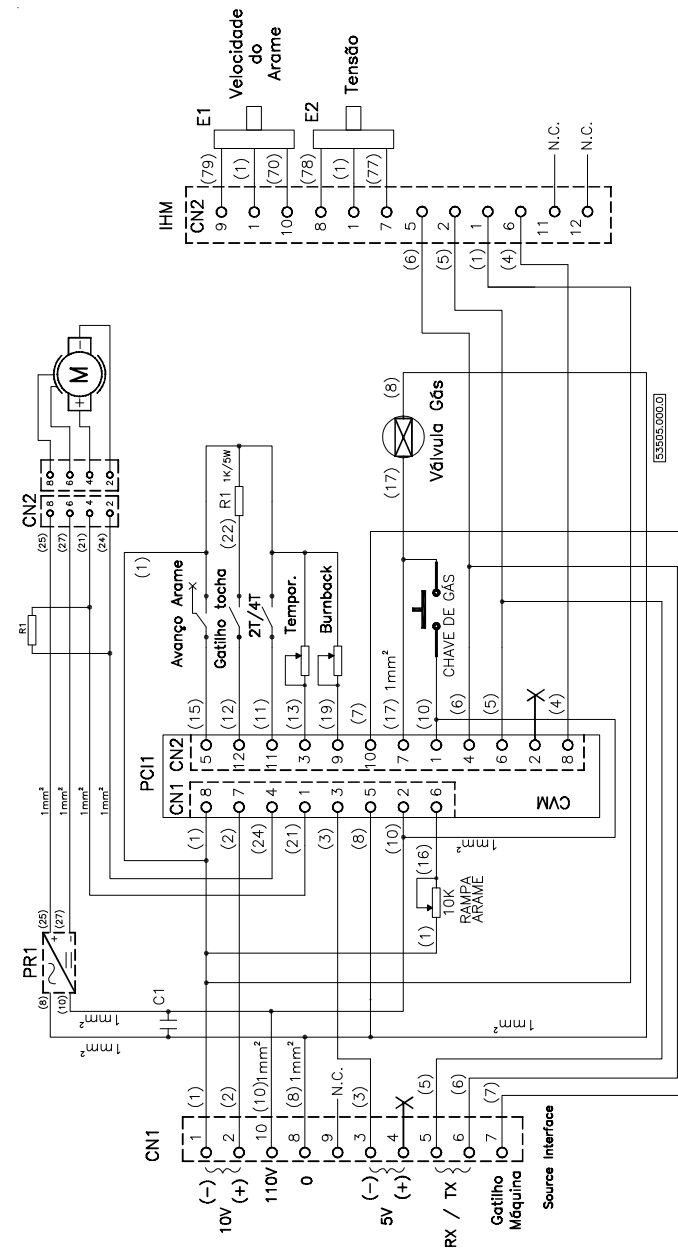 E1
Velocidade
do
Arame
E2
Tensão
(79)
(1)
(70)
(78)
(1)
(77)
IHM
CN2
9
1
10
8
1
7
5
2
1
6
11
12
N.C.
N.C.
(6)
(5)
(1)
(4)
M
+
-
CN2
8
6
4
2
8
6
4
2
(25)
(27)
(21)
(24)
R1
1mm²
1mm²
1mm²
1mm²
(1)
Avanço Arame
Gatilho tocha
2T/4T
(22)
R1
1K/5W
Tempor.
Burnback
(8)
Válvula Gás
(17)
CHAVE DE GÁS
53505.000.0
(15)
(12)
(11)
(13)
(19)
(7)
(17) 1mm²
(10)
(6)
(5)
(4)
PCI1
CN2
5
12
11
3
9
10
7
1
4
6
2
8
CN1
8
7
4
1
3
5
2
6
CVM
(1)
(2)
(24)
(21)
(3)
(8)
(10)
(16)
1mm²
10K
RAMPA
ARAME
(1)
PR1
(25)
(27)
+
-
(8)
(10)
1mm²
1mm²
C1
1mm²
(1)
(2)
(10) 1mm²
(8) 1mm²
N.C.
(3)
(5)
(6)
(7)
CN1
1
2
10
8
9
3
4
5
6
7
(-)
(+)
10V
110V
0
(-)
(+)
5V
RX / TX
Gatilho
Máquina
Source Interface